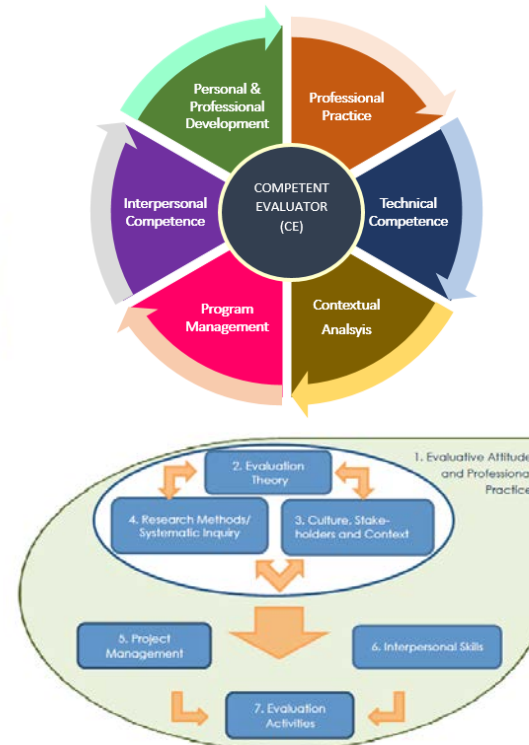 Personal &
Professional
Development
Professional
Practice
Interpersonal
Competence
COMPETENT
EVALUATOR
(CE)
Technical
Competence
Program
Management
Contextual
Analsyis
1. Evaluative Attitude
and Professional
Practice
2. Evaluation
Theory
4. Research Methods/
Systematic Inquiry
3. Culture, Stake-
holders and Context
5. Project
Management
6. Interpersonal Skills
7. Evaluation
Activities